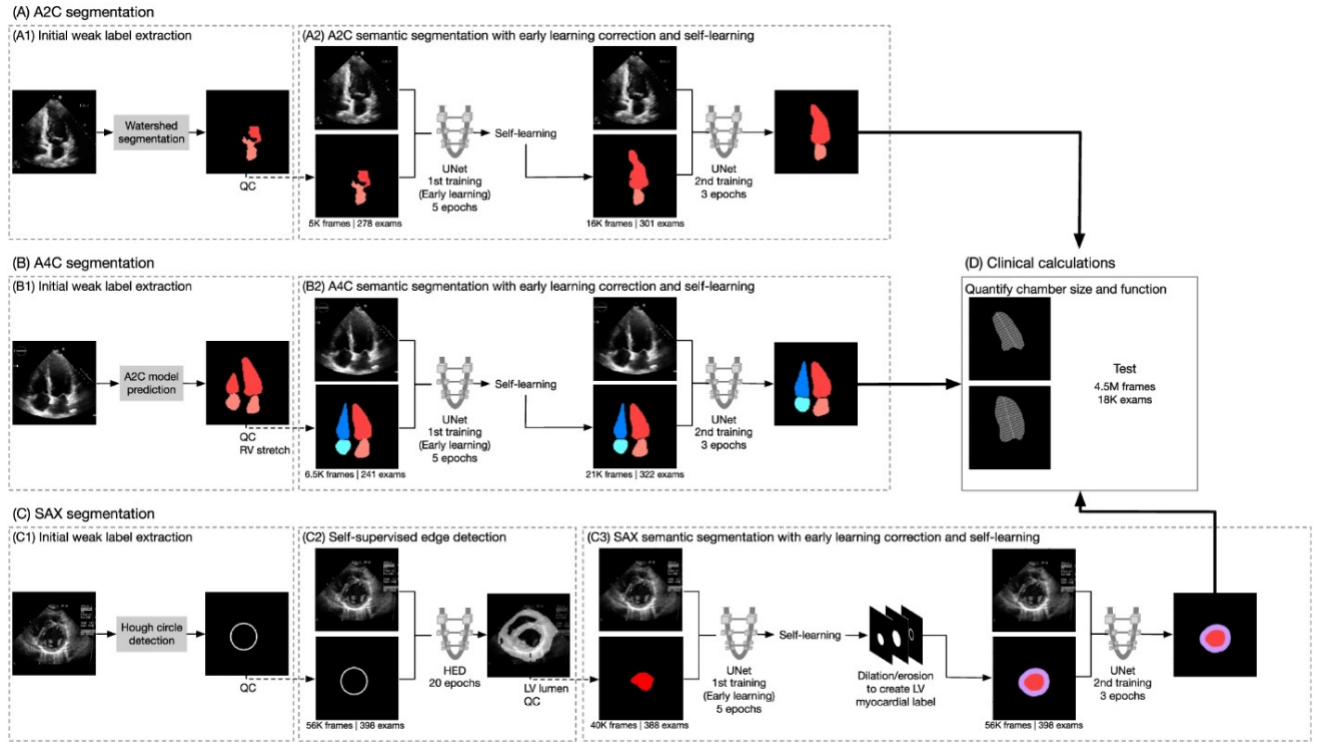 (A) A2C segmentation
(A1) Initial weak label extraction
Watershed
segmentation
QC
(A2) A2C semantic segmentation with early learning correction and self-learning
5K frames | 278 exams
UNet
1st training
(Early learning)
5 epochs
Self-learning
16K frames | 301 exams
UNet
2nd training
3 epochs
(B) A4C segmentation
(B1) Initial weak label extraction
A2C model
prediction
QC
RV stretch
(B2) A4C semantic segmentation with early learning correction and self-learning
6.5K frames | 241 exams
UNet
1st training
(Early learning)
5 epochs
Self-learning
21K frames | 322 exams
UNet
2nd training
3 epochs
(C) SAX segmentation
(C1) Initial weak label extraction
Hough circle
detection
QC
(C2) Self-supervised edge detection
56K frames | 398 exams
HED
20 epochs
LV lumen
QC
(C3) SAX semantic segmentation with early learning correction and self-learning
40K frames | 388 exams
UNet
1st training
(Early learning)
5 epochs
Self-learning
Dilation/erosion
to create LV
myocardial label
56K frames | 398 exams
UNet
2nd training
3 epochs
(D) Clinical calculations
Quantify chamber size and function
Test
4.5M frames
18K exams